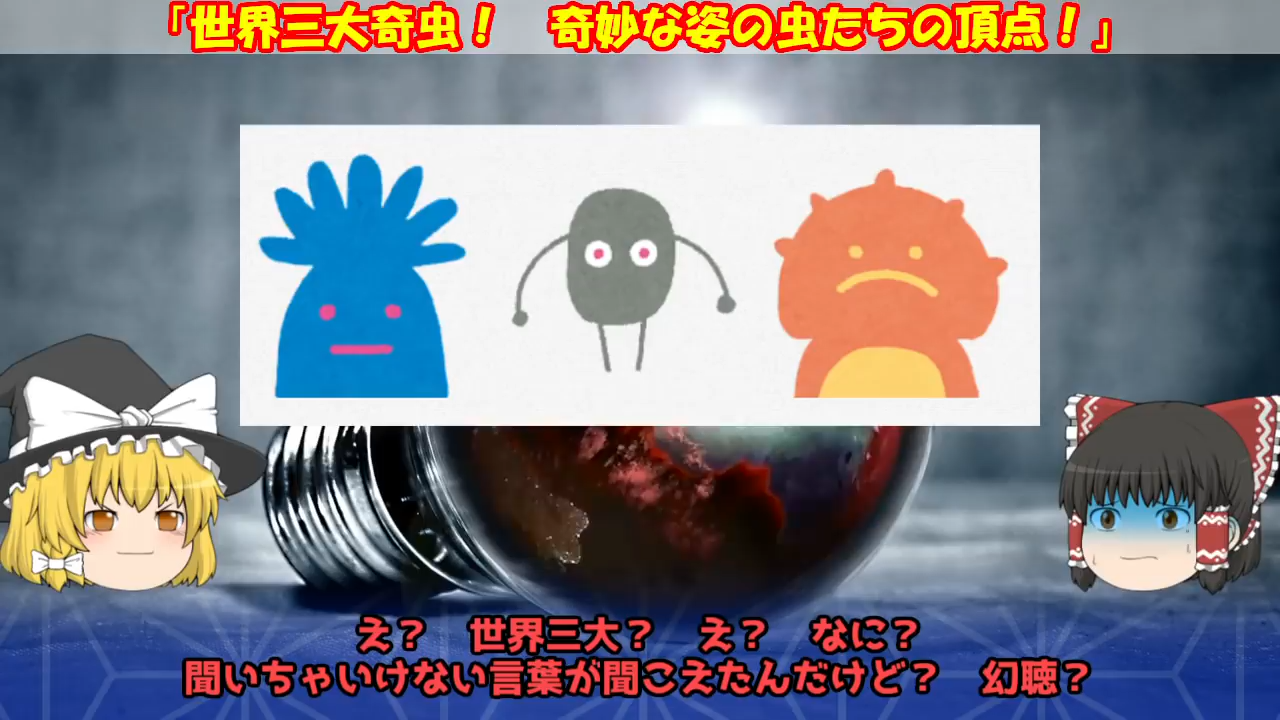 「世界三大奇虫！　奇妙な姿の虫たちの頂点！」
え？　世界三大？　え？　なに？
聞いちゃいけない言葉が聞こえたんだけど？　幻聴？